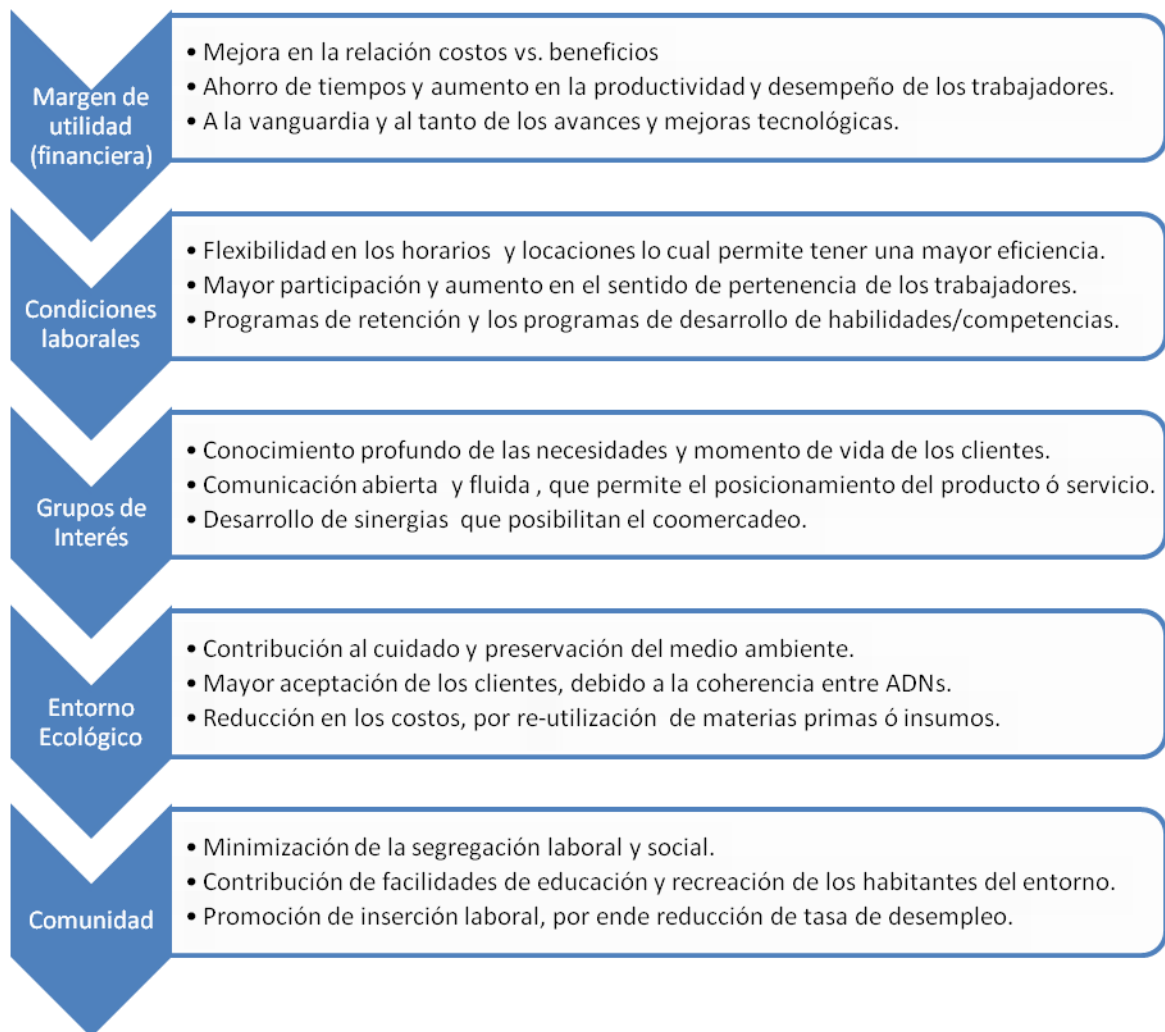 Margen de
utilidad
(financiera)
• Mejora en la relación costos vs. beneficios
• Ahorro de tiempos y aumento en la productividad y desempeño de los trabajadores.
• A la vanguardia y al tanto de los avances y mejoras tecnológicas.
Condiciones
laborales
• Flexibilidad en los horarios y locaciones lo cual permite tener una mayor eficiencia.
• Mayor participación y aumento en el sentido de pertenencia de los trabajadores.
• Programas de retención y los programas de desarrollo de habilidades/competencias.
Grupos de
Interés
• Conocimiento profundo de las necesidades y momento de vida de los clientes.
• Comunicación abierta y fluida , que permite el posicionamiento del producto ó servicio.
• Desarrollo de sinergias que posibilitan el coomercadeo.
Entorno
Ecológico
• Contribución al cuidado y preservación del medio ambiente.
• Mayor aceptación de los clientes, debido a la coherencia entre ADNs.
• Reducción en los costos, por re-utilización de materias primas ó insumos.
Comunidad
• Minimización de la segregación laboral y social.
• Contribución de facilidades de educación y recreación de los habitantes del entorno.
• Promoción de inserción laboral, por ende reducción de tasa de desempleo.